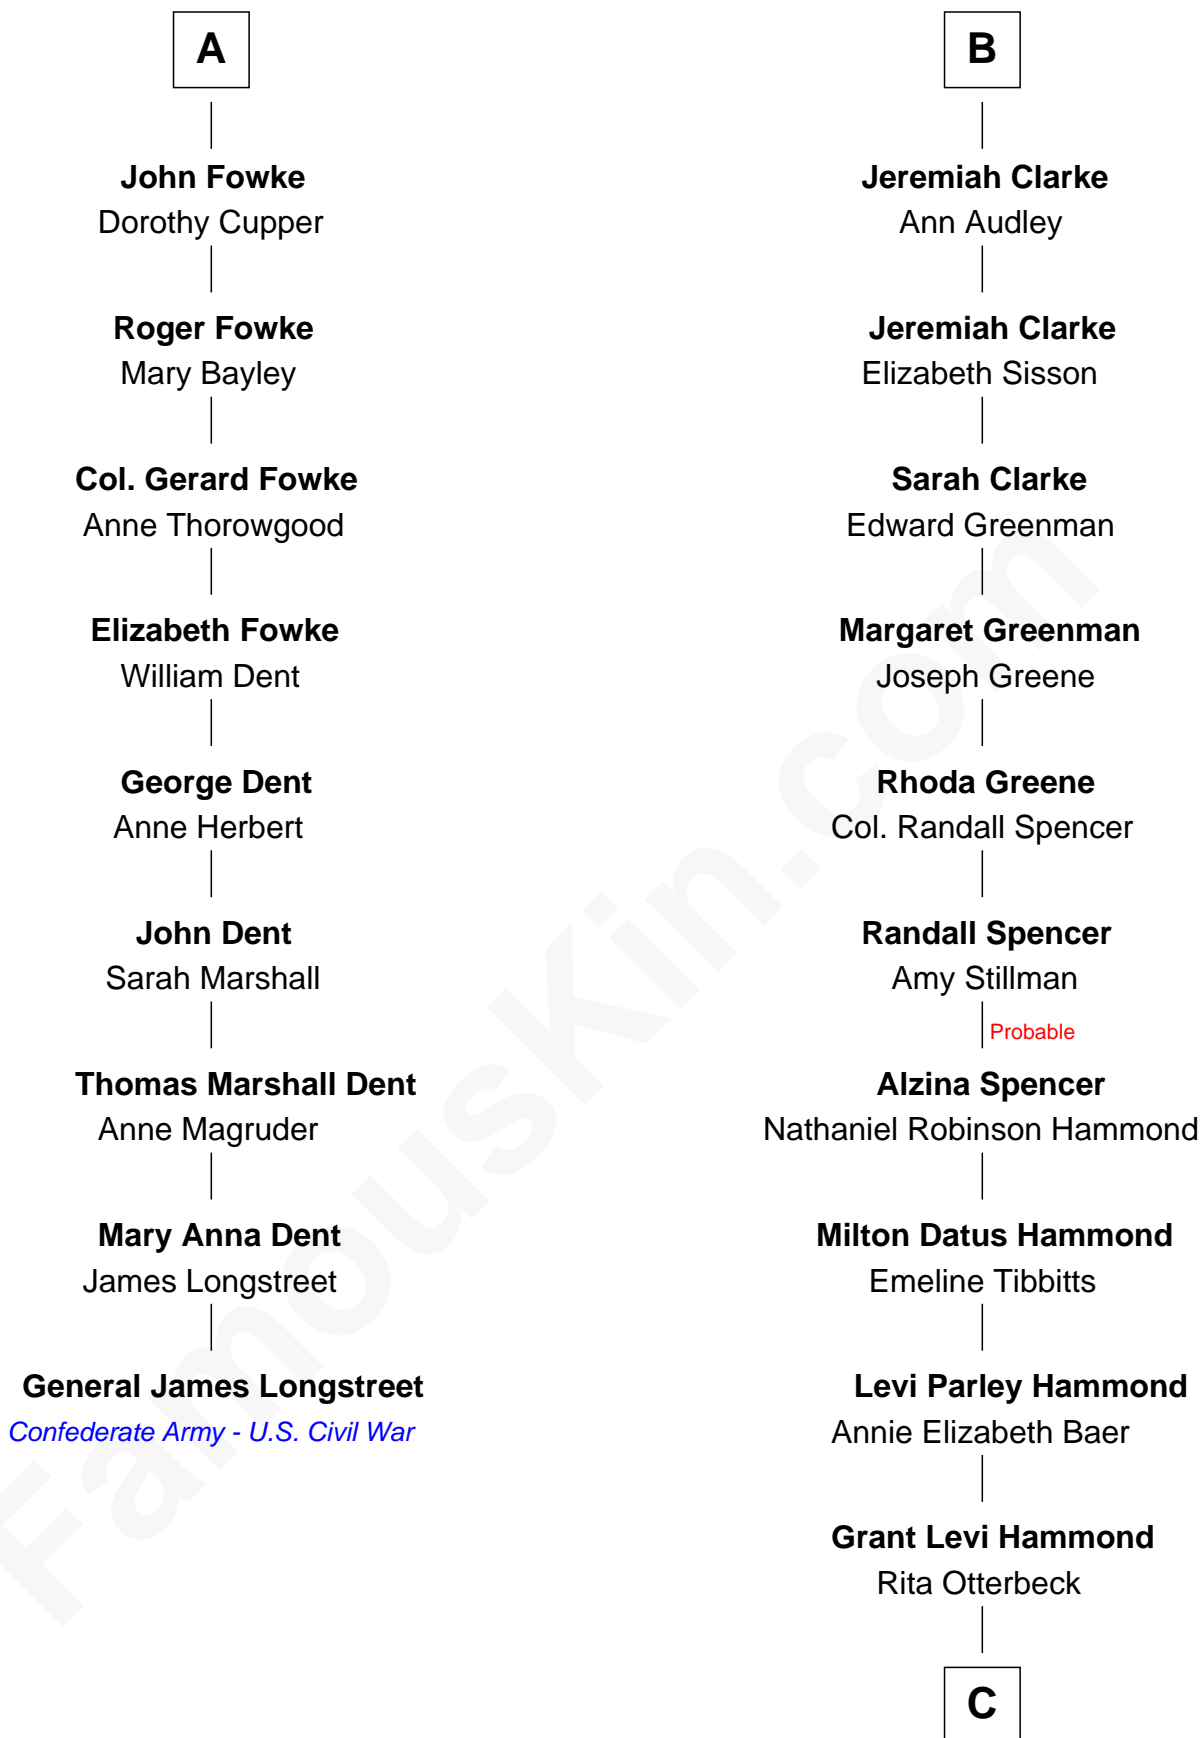 A
John Fowke
Dorothy Cupper
Roger Fowke
Mary Bayley
Col. Gerard Fowke
Anne Thorowgood
Elizabeth Fowke
William Dent
George Dent
Anne Herbert
John Dent
Sarah Marshall
Thomas Marshall Dent
Anne Magruder
Mary Anna Dent
James Longstreet
General James Longstreet
Confederate Army - U.S. Civil War
B
Jeremiah Clarke
Ann Audley
Jeremiah Clarke
Elizabeth Sisson
Sarah Clarke
Edward Greenman
Margaret Greenman
Joseph Greene
Rhoda Greene
Col. Randall Spencer
Randall Spencer
Amy Stillman
Probable
Alzina Spencer
Nathaniel Robinson Hammond
Milton Datus Hammond
Emeline Tibbitts
Levi Parley Hammond
Annie Elizabeth Baer
Grant Levi Hammond
Rita Otterbeck
C
FamousKin.com